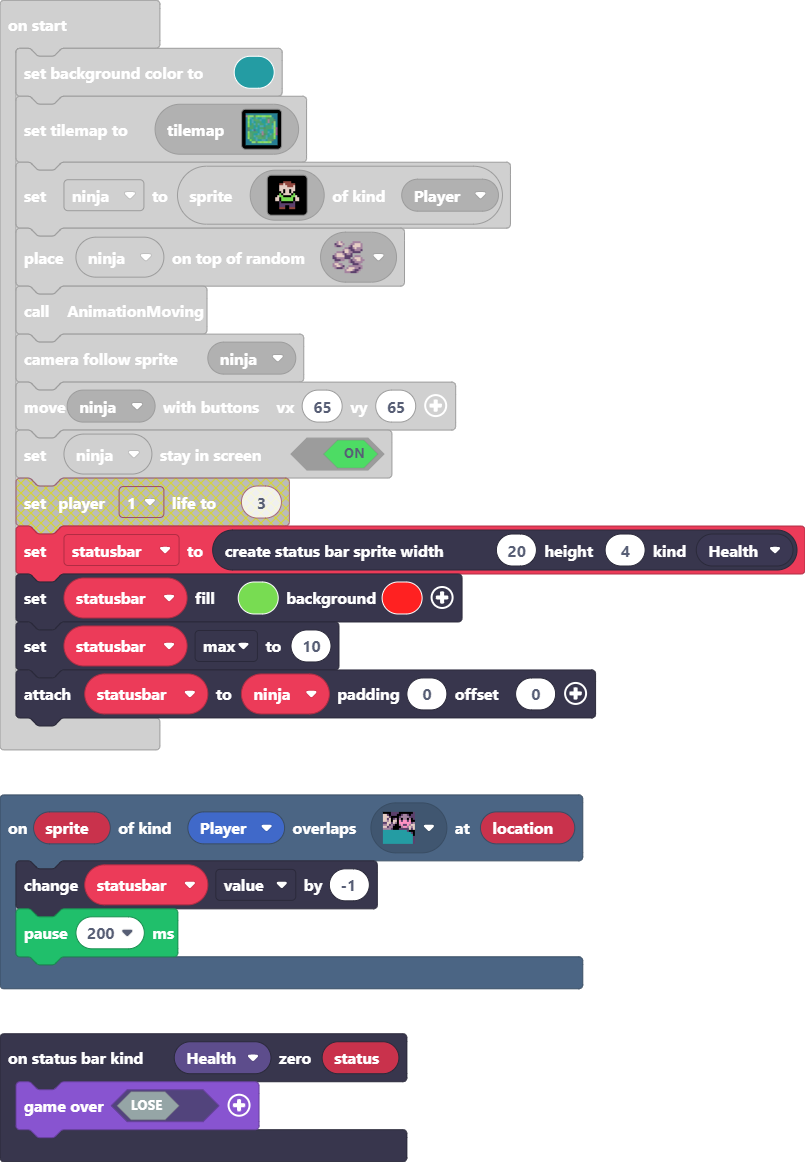 on start
set background color to
set tilemap to tilemap
set ninja to sprite of kind Player
place ninja on top of random
call AnimationMoving
camera follow sprite ninja
move ninja with buttons vx 65 vy 65
set ninja stay in screen ON
set player 1 life to 3
set statusbar to create status bar sprite width 20 height 4 kind Health
set statusbar fill background
set statusbar max to 10
attach statusbar to ninja padding 0 offset 0
on sprite of kind Player overlaps at location
change statusbar value by -1
pause 200 ms
on status bar kind Health zero status
game over LOSE